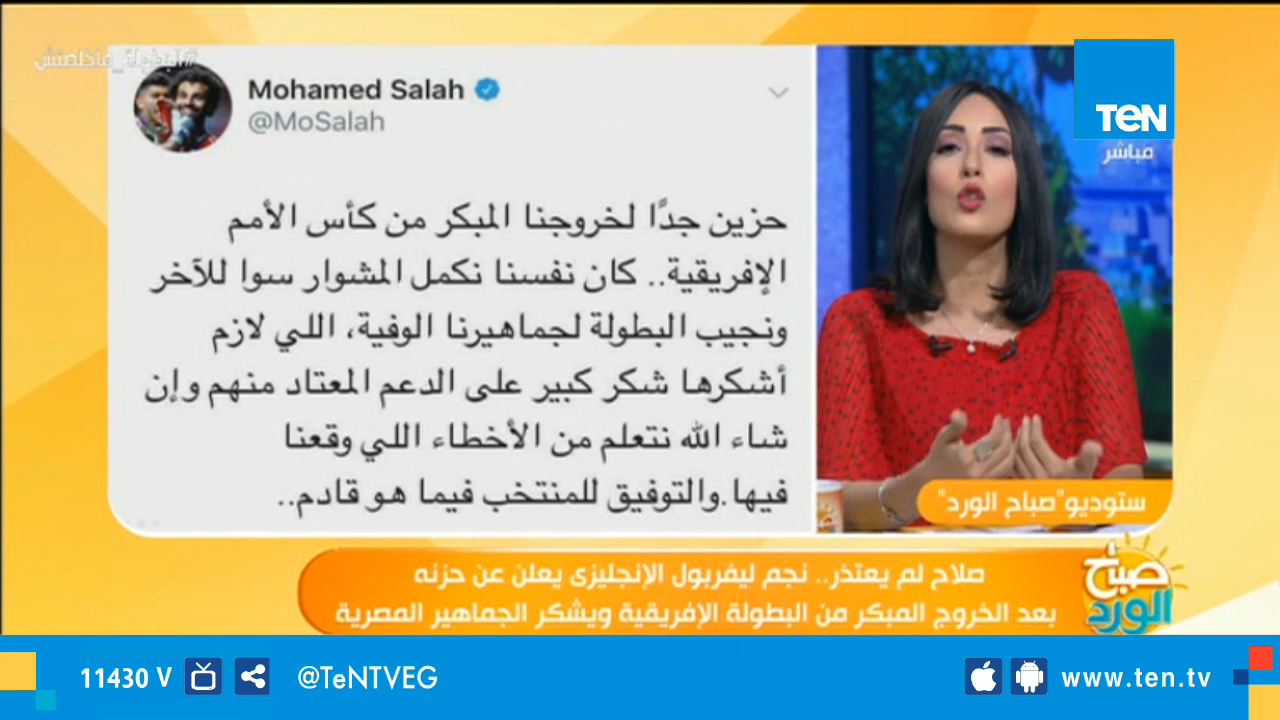 #البطولة_ماخلصتش
TeN
مباشر
Mohamed Salah
@MoSalah
حزين جدًا لخروجنا المبكر من كأس الأمم
الإفريقية.. كان نفسنا نكمل المشوار سوا للآخر
ونجيب البطولة لجماهيرنا الوفية، اللي لازم
أشكرها شكر كبير على الدعم المعتاد منهم وإن
شاء الله نتعلم من الأخطاء اللي وقعنا
فيها.والتوفيق للمنتخب فيما هو قادم..
ستوديو"صباح الورد"
صلاح لم يعتذر.. نجم ليفربول الإنجليزى يعلن عن حزنه
بعد الخروج المبكر من البطولة الإفريقية ويشكر الجماهير المصرية
صباح
الورد
11430 V
@TeNTVEG
www.ten.tv